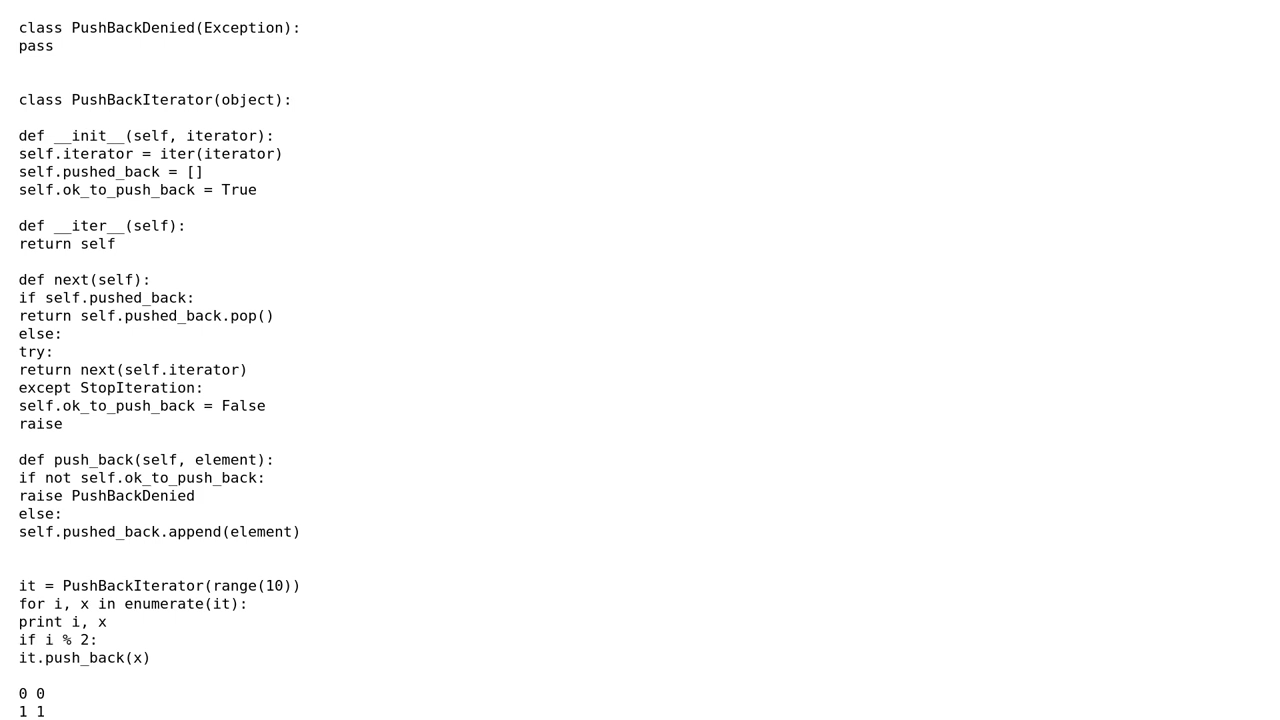 class PushBackDenied(Exception):
pass
class PushBackIterator(object):
def __init__(self, iterator):
self.iterator = iter(iterator)
self.pushed_back = []
self.ok_to_push_back = True
def __iter__(self):
return self
def next(self):
if self.pushed_back:
return self.pushed_back.pop()
else:
try:
return next(self.iterator)
except StopIteration:
self.ok_to_push_back = False
raise
def push_back(self, element):
if not self.ok_to_push_back:
raise PushBackDenied
else:
self.pushed_back.append(element)
it = PushBackIterator(range(10))
for i, x in enumerate(it):
print i, x
if i % 2:
it.push_back(x)
0 0
1 1